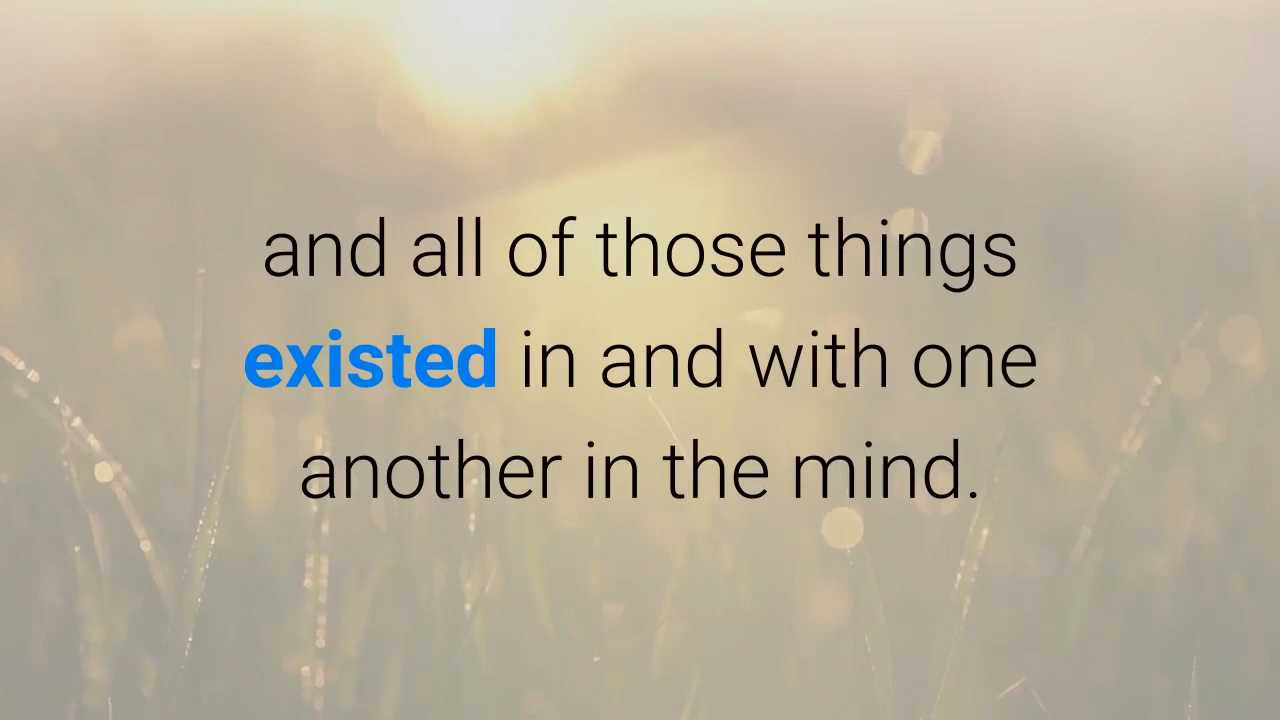 and all of those things
existed in and with one
another in the mind.